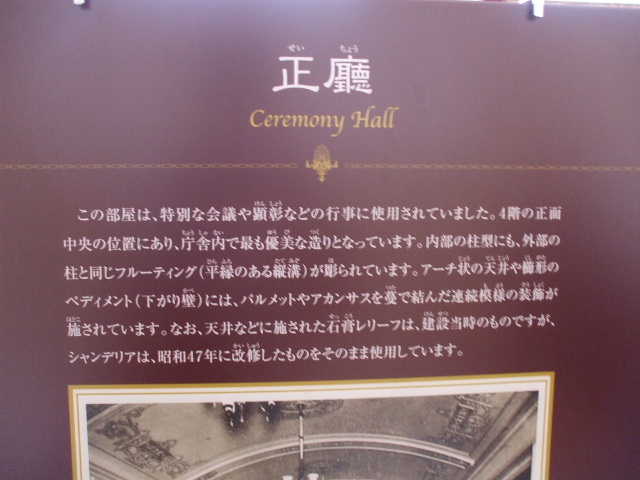 せい ちょう
正廳
Ceremony Hall
この部屋は、特別な会議や顕彰などの行事に使用されていました。4階の正面
中央の位置にあり、庁舎内で最も優美な造りとなっています。内部の柱型にも、外部の
柱と同じフルーティング(平縁のある縦溝)が彫られています。アーチ状の天井や櫛形の
ペディメント(下がり壁)には、パルメットやアカンサスを蔓で結んだ連続模様の装飾が
施されています。なお、天井などに施された石膏レリーフは、建設当時のものですが、
シャンデリアは、昭和47年に改修したものをそのまま使用しています。